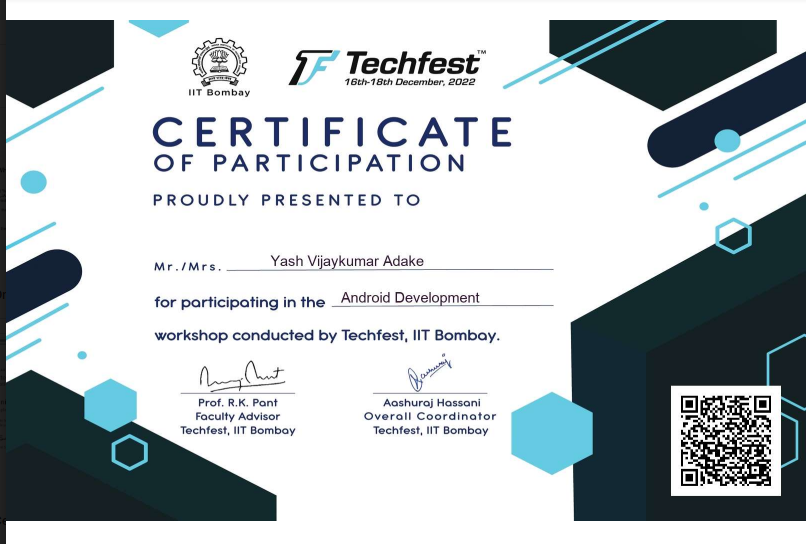 IIT Bombay
Techfest™
16th-18th December, 2022
CERTIFICATE
OF PARTICIPATION
PROUDLY PRESENTED TO
Mr./Mrs. Yash Vijaykumar Adake
for participating in the Android Development
workshop conducted by Techfest, IIT Bombay.
Prof. R.K. Pant
Faculty Advisor
Techfest, IIT Bombay
Aashuraj Hassani
Overall Coordinator
Techfest, IIT Bombay